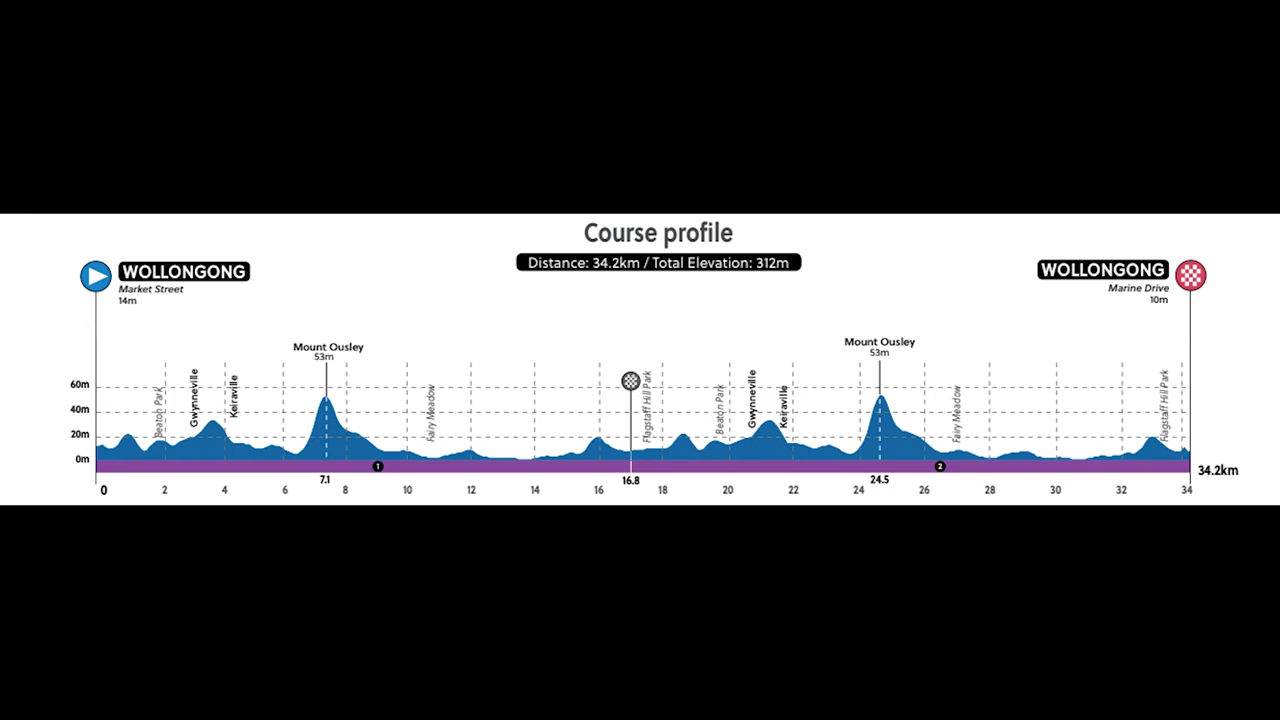 Course profile
Distance: 34.2km / Total Elevation: 312m
WOLLONGONG
Market Street
14m
WOLLONGONG
Marine Drive
10m
Mount Ousley
53m
Mount Ousley
53m
60m
40m
20m
0m
Beaton Park
Gwynneville
Keiraville
Fairy Meadow
Flagstaff Hill Park
Beaton Park
Gwynneville
Keiraville
Fairy Meadow
Flagstaff Hill Park
1
2
34.2km
7.1
16.8
24.5
0 2 4 6 8 10 12 14 16 18 20 22 24 26 28 30 32 34